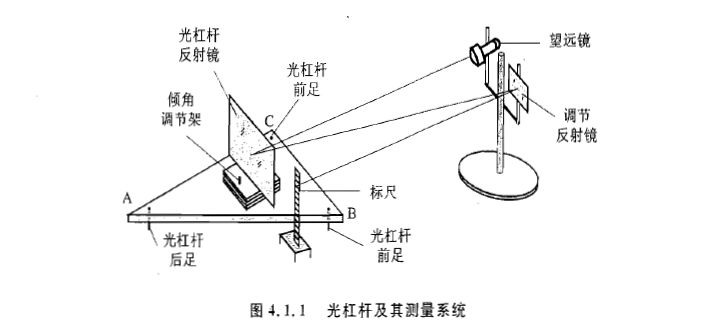 光杠杆
反射镜
光杠杆
前足
倾角
调节架
C
望远镜
调节
反射镜
A
标尺
B
光杠杆
后足
光杠杆
前足
图4.1.1 光杠杆及其测量系统